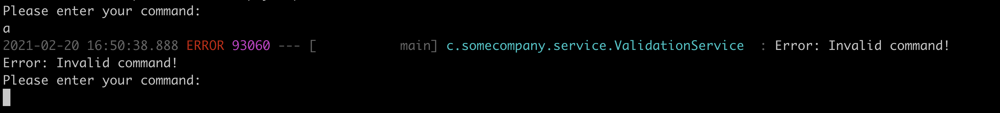 Please enter your command:
a
2021-02-20 16:50:38.888 ERROR 93060 --- [           main] c.somecompany.service.ValidationService  : Error: Invalid command!
Error: Invalid command!
Please enter your command: